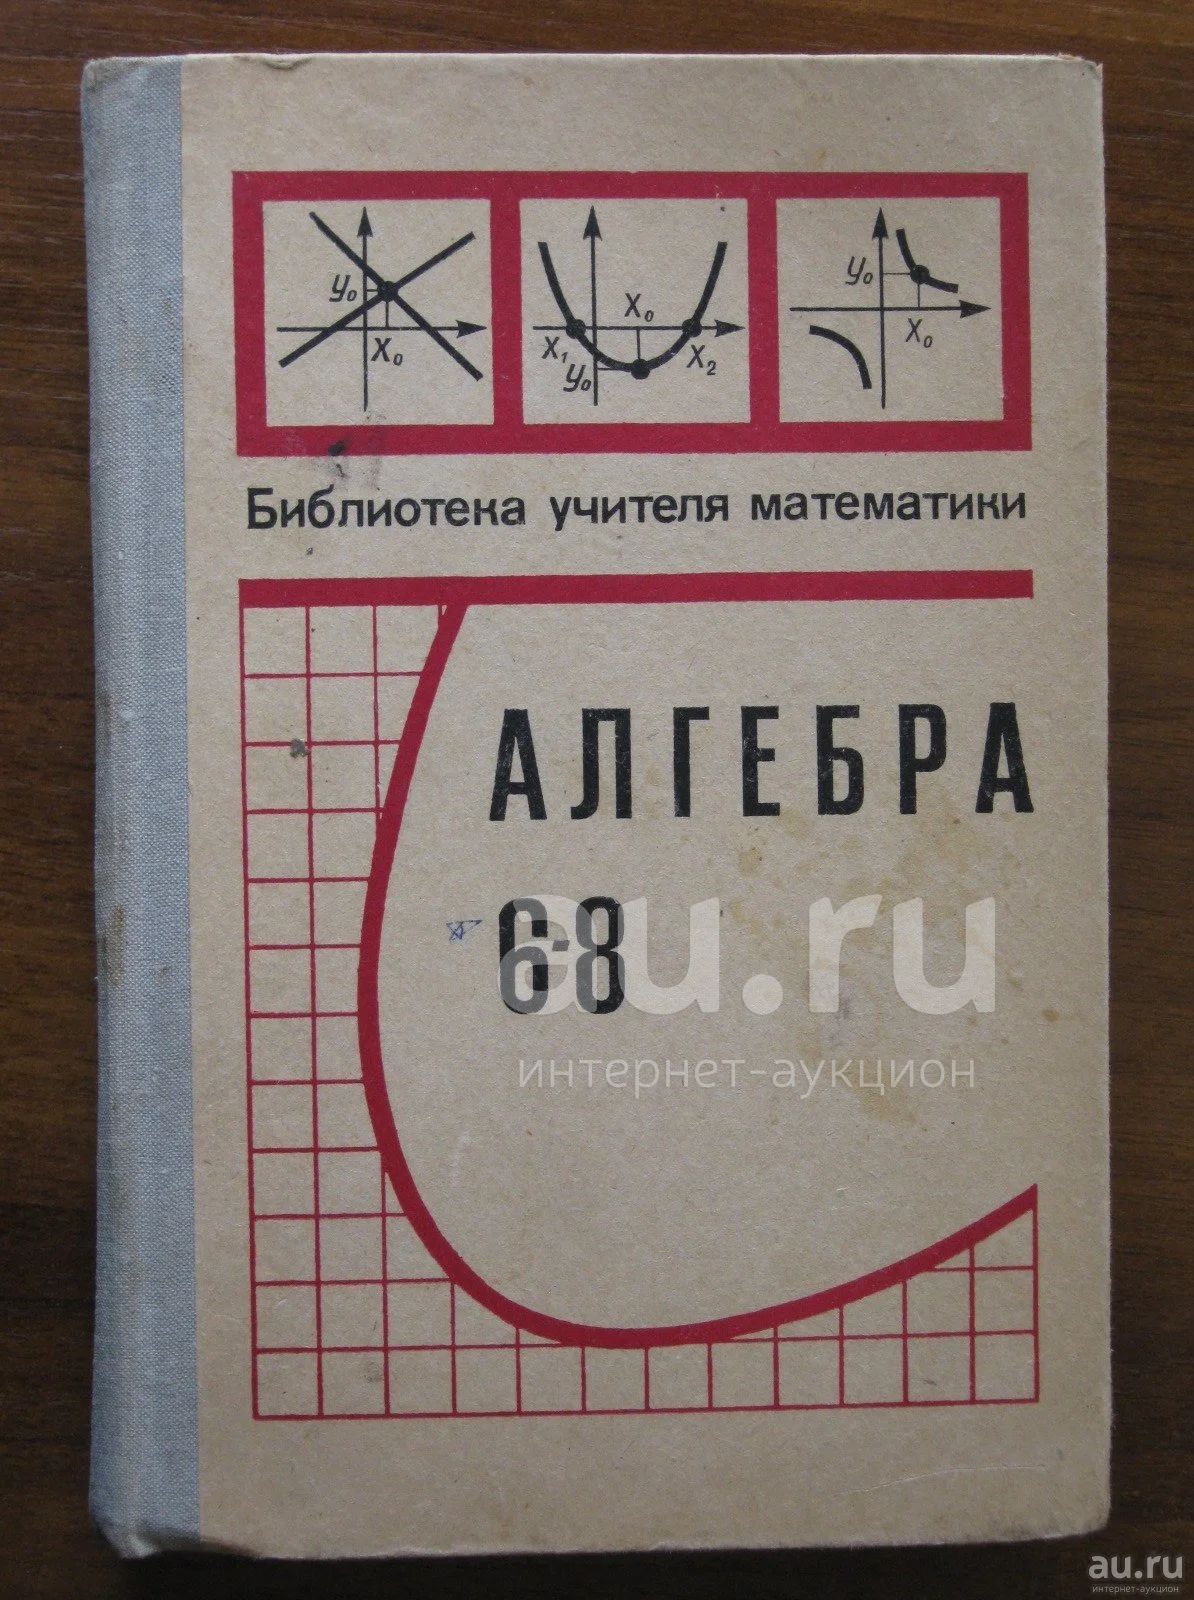 y₀
x₀
x₀
x₁
y₀
x₂
y₀
x₀
Библиотека учителя математики
АЛГЕБРА
6-8
au.ru
интернет-аукцион
au.ru
интернет-аукцион